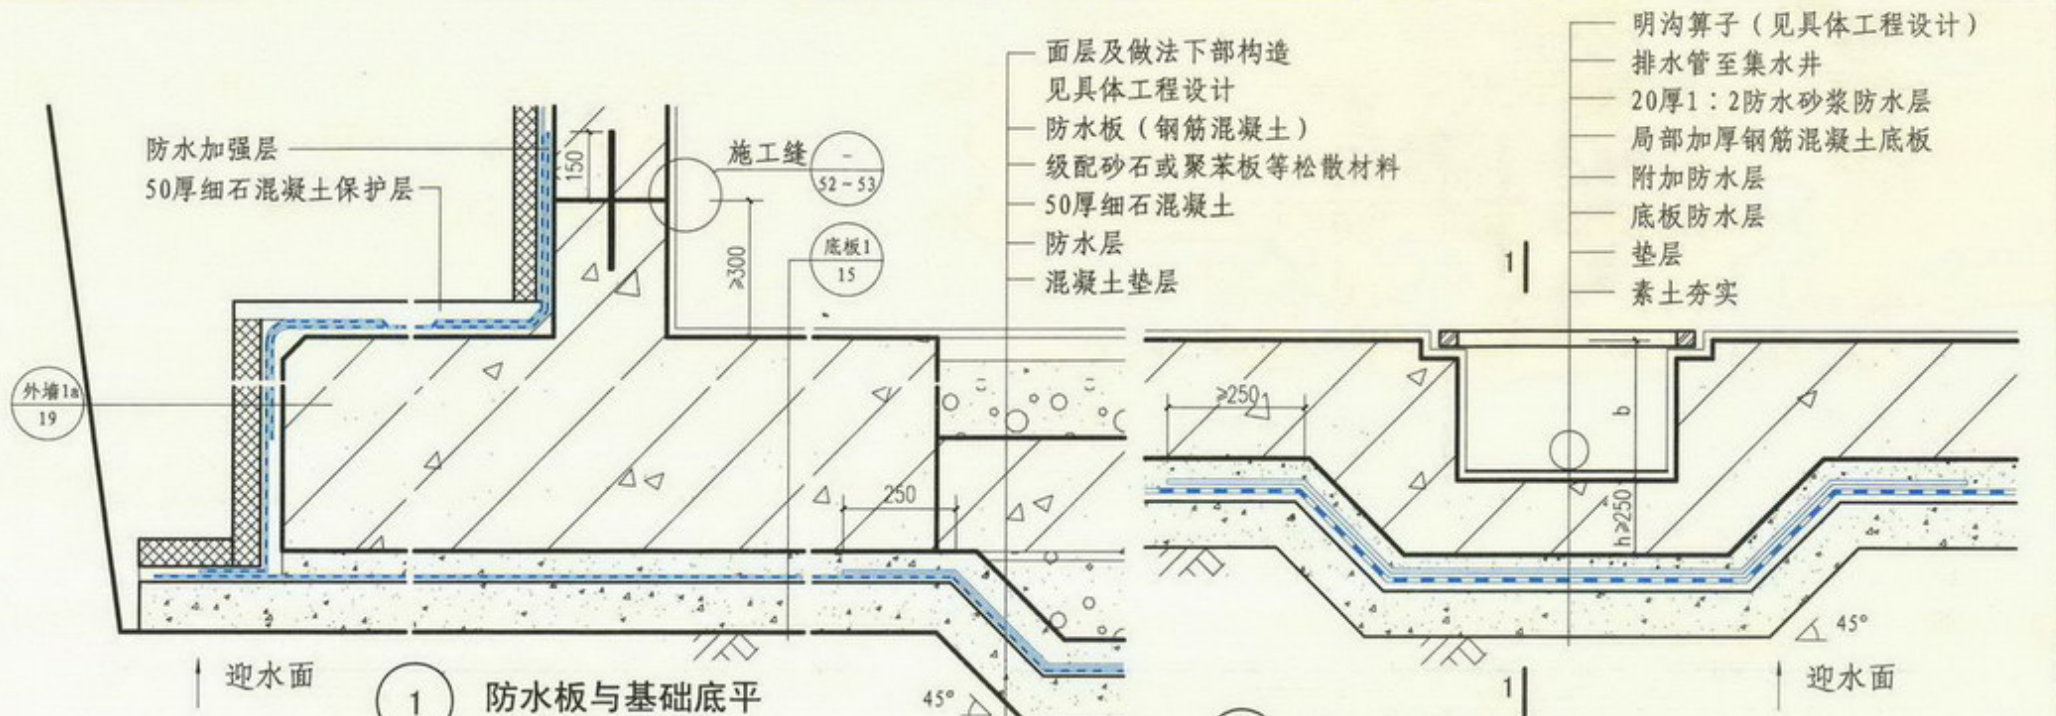 防水加强层
50厚细石混凝土保护层
150
施工缝
-
52~53
≥300
底板1
15
外墙1a
19
250
面层及做法下部构造
见具体工程设计
防水板（钢筋混凝土）
级配砂石或聚苯板等松散材料
50厚细石混凝土
防水层
混凝土垫层
迎水面
1
防水板与基础底平
45°
明沟箅子（见具体工程设计）
排水管至集水井
20厚1：2防水砂浆防水层
局部加厚钢筋混凝土底板
附加防水层
底板防水层
垫层
素土夯实
1
≥250
b
h≥250
45°
1
迎水面